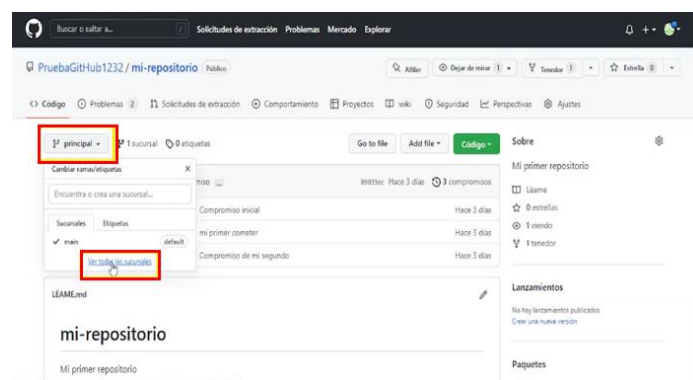 Buscar o saltar a...
/
Solicitudes de extracción Problemas Mercado Explorar
PruebaGitHub1232 / mi-repositorio Público
Alfiler
Dejar de mirar 1
Tenedor 1
Estrella 0
Código
Problemas 2
Solicitudes de extracción
Comportamiento
Proyectos
wiki
Seguridad
Perspectivas
Ajustes
principal
1 sucursal
0 etiquetas
Go to file
Add file
Código
Cambiar ramas/etiquetas
Encuentra o crea una sucursal...
Sucursales Etiquetas
main default
Ver todas las sucursales
miso ...
Hace 3 días
3 compromisos
Compromiso inicial Hace 3 días
mi primer cometer Hace 3 días
Compromiso de mi segundo Hace 3 días
LÉAME.md
mi-repositorio
Mi primer repositorio
Sobre
Mi primer repositorio
Léame
0 estrellas
1 viendo
1 tenedor
Lanzamientos
No hay lanzamientos publicados
Crear una nueva versión
Paquetes